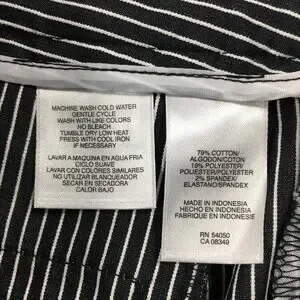 MACHINE WASH COLD WATER
GENTLE CYCLE
WASH WITH LIKE COLORS
NO BLEACH
TUMBLE DRY LOW HEAT
PRESS WITH COOL IRON
IF NECESSARY
LAVAR A MAQUINA EN AGUA FRIA
CICLO SUAVE
LAVAR CON COLORES SIMILARES
NO UTILIZAR BLANQUEADOR
SECAR EN SECADORA
CALOR BAJO
79% COTTON/
ALGODON/COTON
19% POLYESTER/
POLIESTER/POLYESTER
2% SPANDEX/
ELASTANO/SPANDEX
MADE IN INDONESIA
HECHO EN INDONESIA
FABRIQUE EN INDONESIE
RN 54050
CA 08349